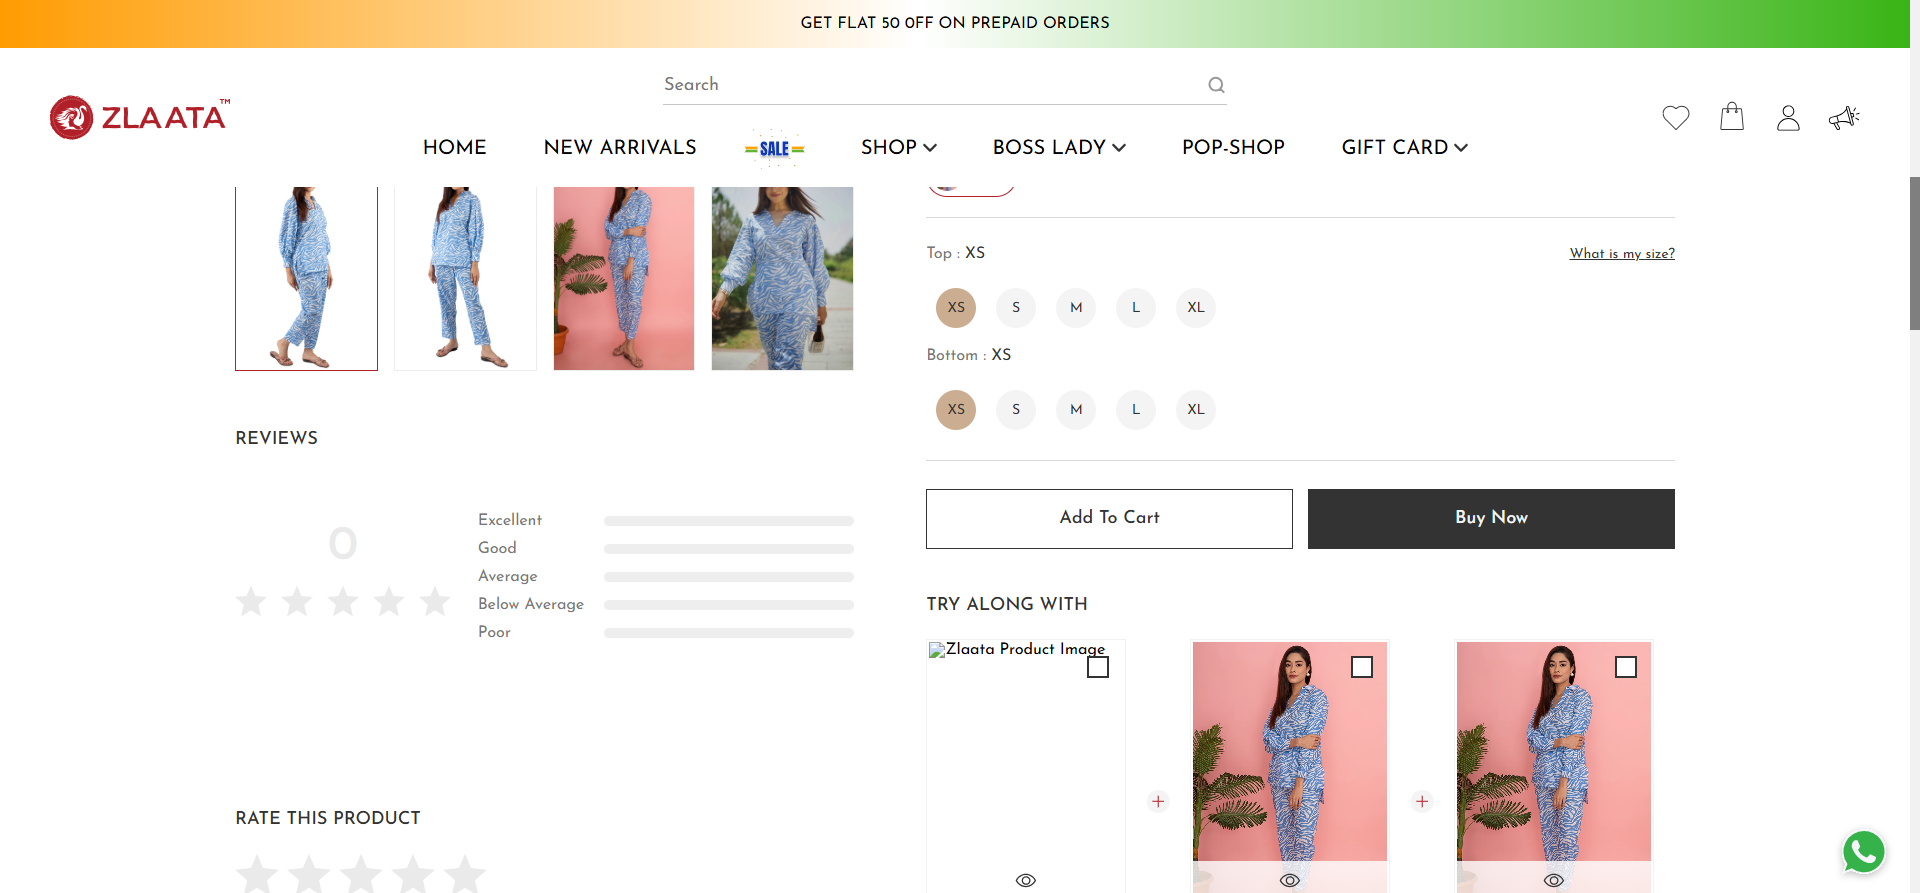 GET FLAT 50 OFF ON PREPAID ORDERS
Search
ZLAATA™
HOME
NEW ARRIVALS
SALE
SHOP
BOSS LADY
POP-SHOP
GIFT CARD
Top : XS
What is my size?
XS
S
M
L
XL
Bottom : XS
XS
S
M
L
XL
REVIEWS
0
Excellent
Good
Average
Below Average
Poor
Add To Cart
Buy Now
TRY ALONG WITH
Zlaata Product Image
RATE THIS PRODUCT